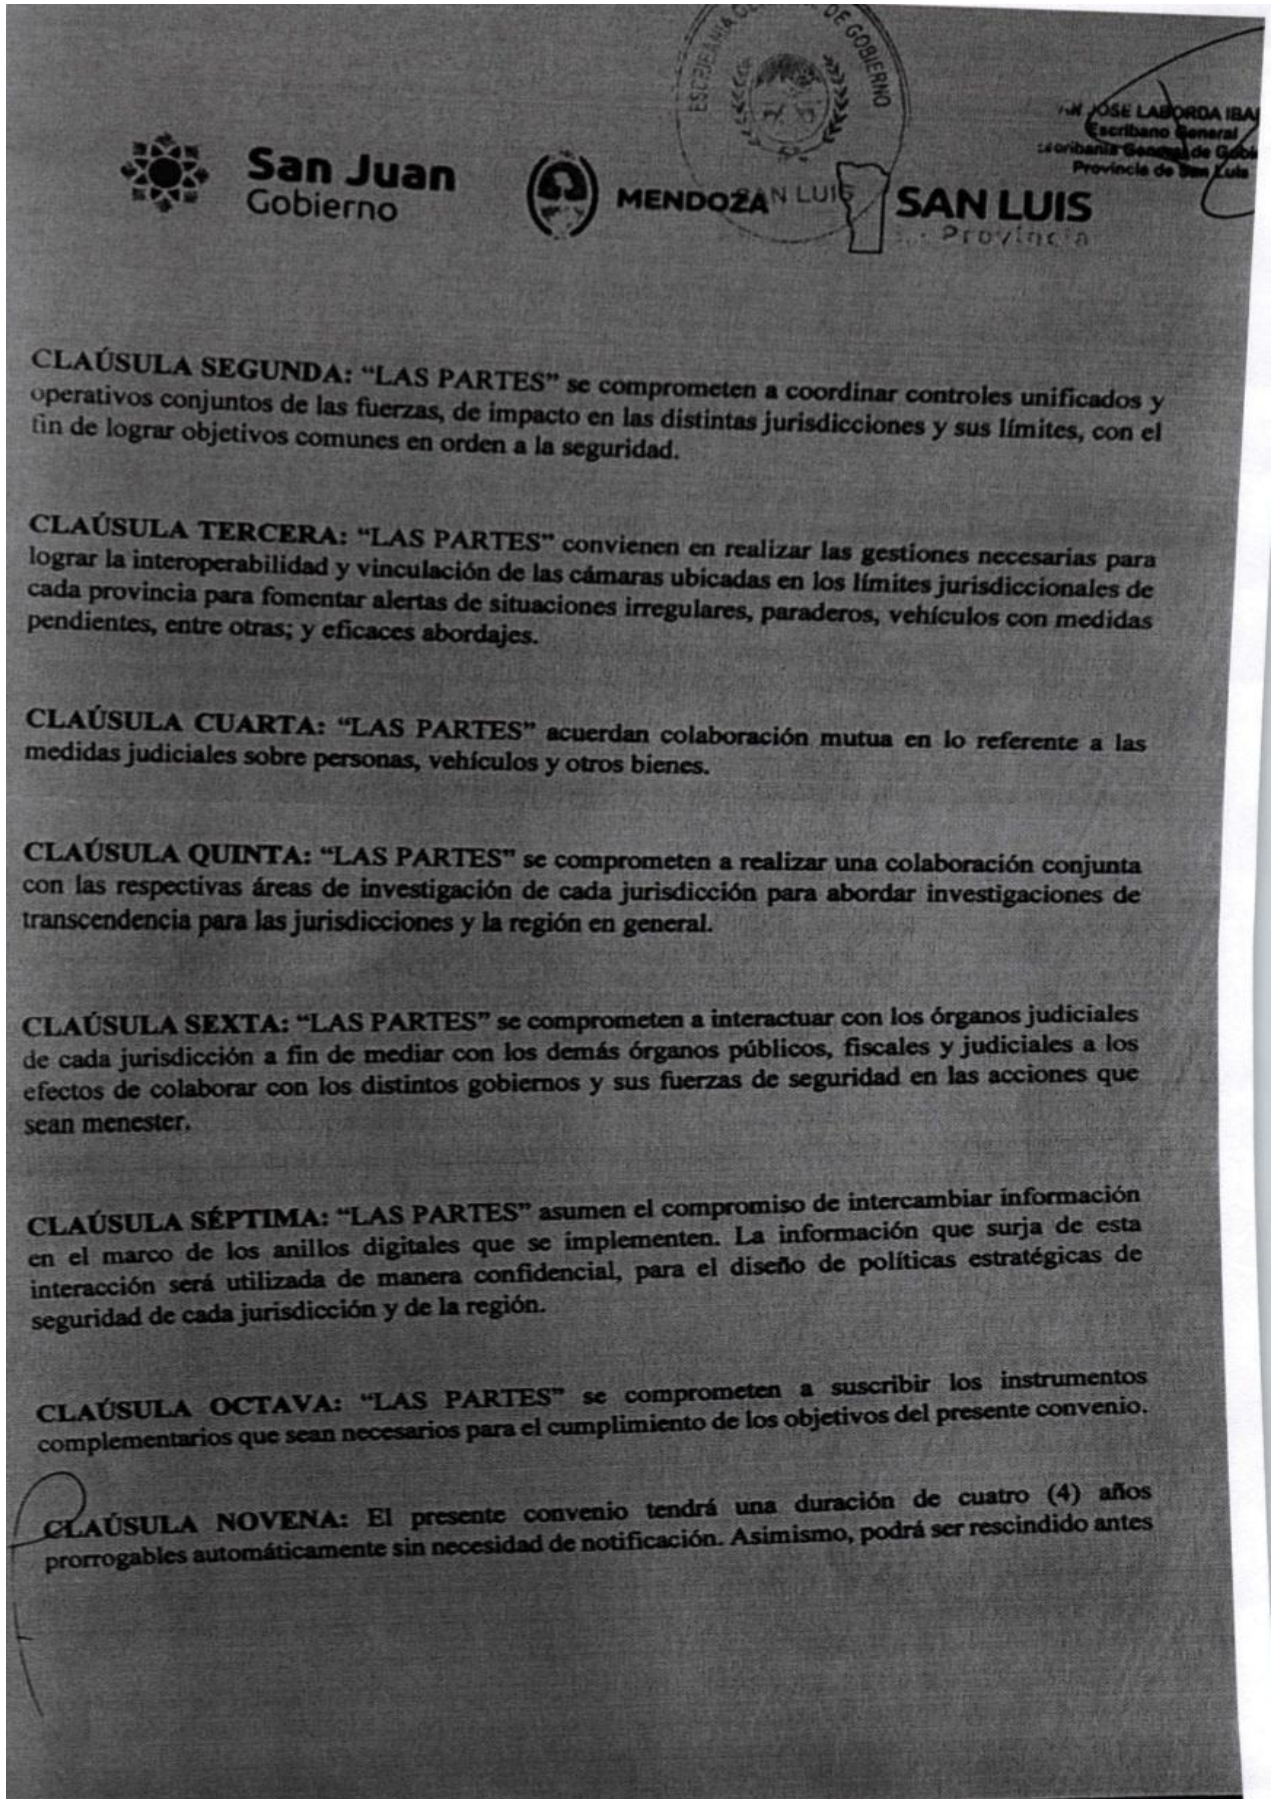 ESCRIBANÍA GENERAL DE GOBIERNO
SAN LUIS
JOSE LABORDA
Escribano General
Escribanía General de
Provincia de San Luis
San Juan
Gobierno
MENDOZA
SAN LUIS
Provincia
CLAÚSULA SEGUNDA: “LAS PARTES” se comprometen a coordinar controles unificados y
operativos conjuntos de las fuerzas, de impacto en las distintas jurisdicciones y sus límites, con el
fin de lograr objetivos comunes en orden a la seguridad.
CLAÚSULA TERCERA: “LAS PARTES” convienen en realizar las gestiones necesarias para
lograr la interoperabilidad y vinculación de las cámaras ubicadas en los límites jurisdiccionales de
cada provincia para fomentar alertas de situaciones irregulares, paraderos, vehículos con medidas
pendientes, entre otras; y eficaces abordajes.
CLAÚSULA CUARTA: “LAS PARTES” acuerdan colaboración mutua en lo referente a las
medidas judiciales sobre personas, vehículos y otros bienes.
CLAÚSULA QUINTA: “LAS PARTES” se comprometen a realizar una colaboración conjunta
con las respectivas áreas de investigación de cada jurisdicción para abordar investigaciones de
transcendencia para las jurisdicciones y la región en general.
CLAÚSULA SEXTA: “LAS PARTES” se comprometen a interactuar con los órganos judiciales
de cada jurisdicción a fin de mediar con los demás órganos públicos, fiscales y judiciales a los
efectos de colaborar con los distintos gobiernos y sus fuerzas de seguridad en las acciones que
sean menester.
CLAÚSULA SÉPTIMA: “LAS PARTES” asumen el compromiso de intercambiar información
en el marco de los anillos digitales que se implementen. La información que surja de esta
interacción será utilizada de manera confidencial, para el diseño de políticas estratégicas de
seguridad de cada jurisdicción y de la región.
CLAÚSULA OCTAVA: “LAS PARTES” se comprometen a suscribir los instrumentos
complementarios que sean necesarios para el cumplimiento de los objetivos del presente convenio.
CLAÚSULA NOVENA: El presente convenio tendrá una duración de cuatro (4) años
prorrogables automáticamente sin necesidad de notificación. Asimismo, podrá ser rescindido antes